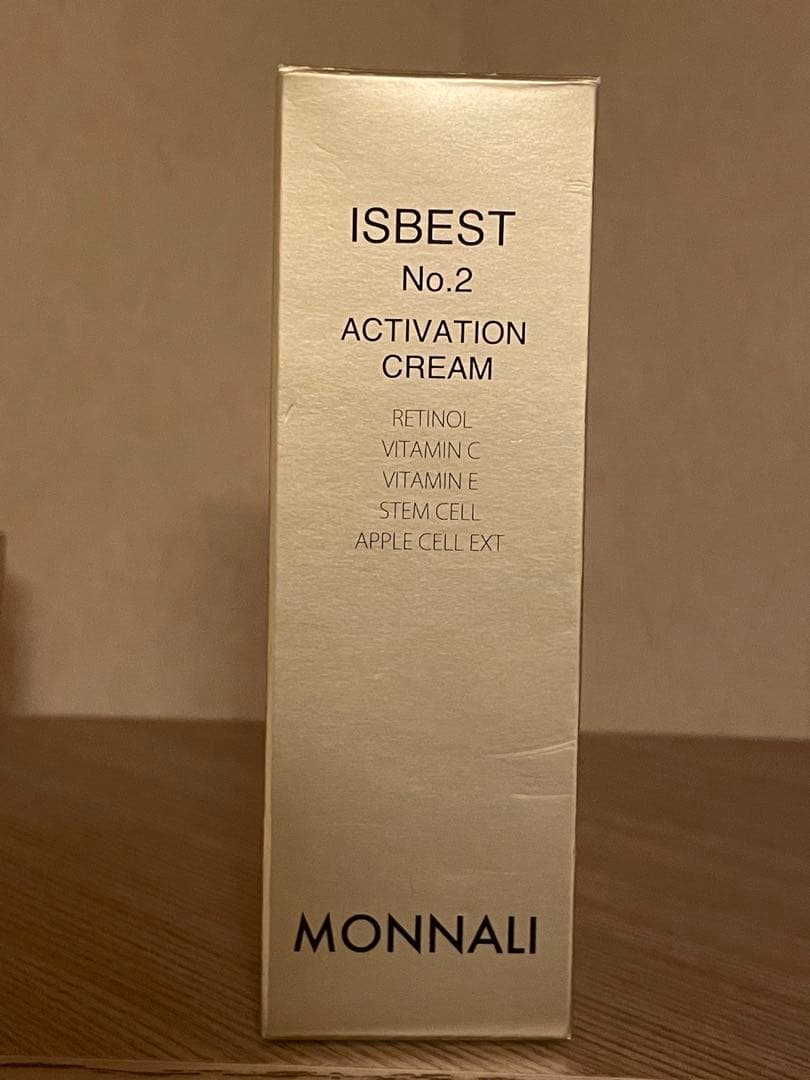 ISBEST
No.2
ACTIVATION
CREAM
RETINOL
VITAMIN C
VITAMIN E
STEM CELL
APPLE CELL EXT
MONNALI